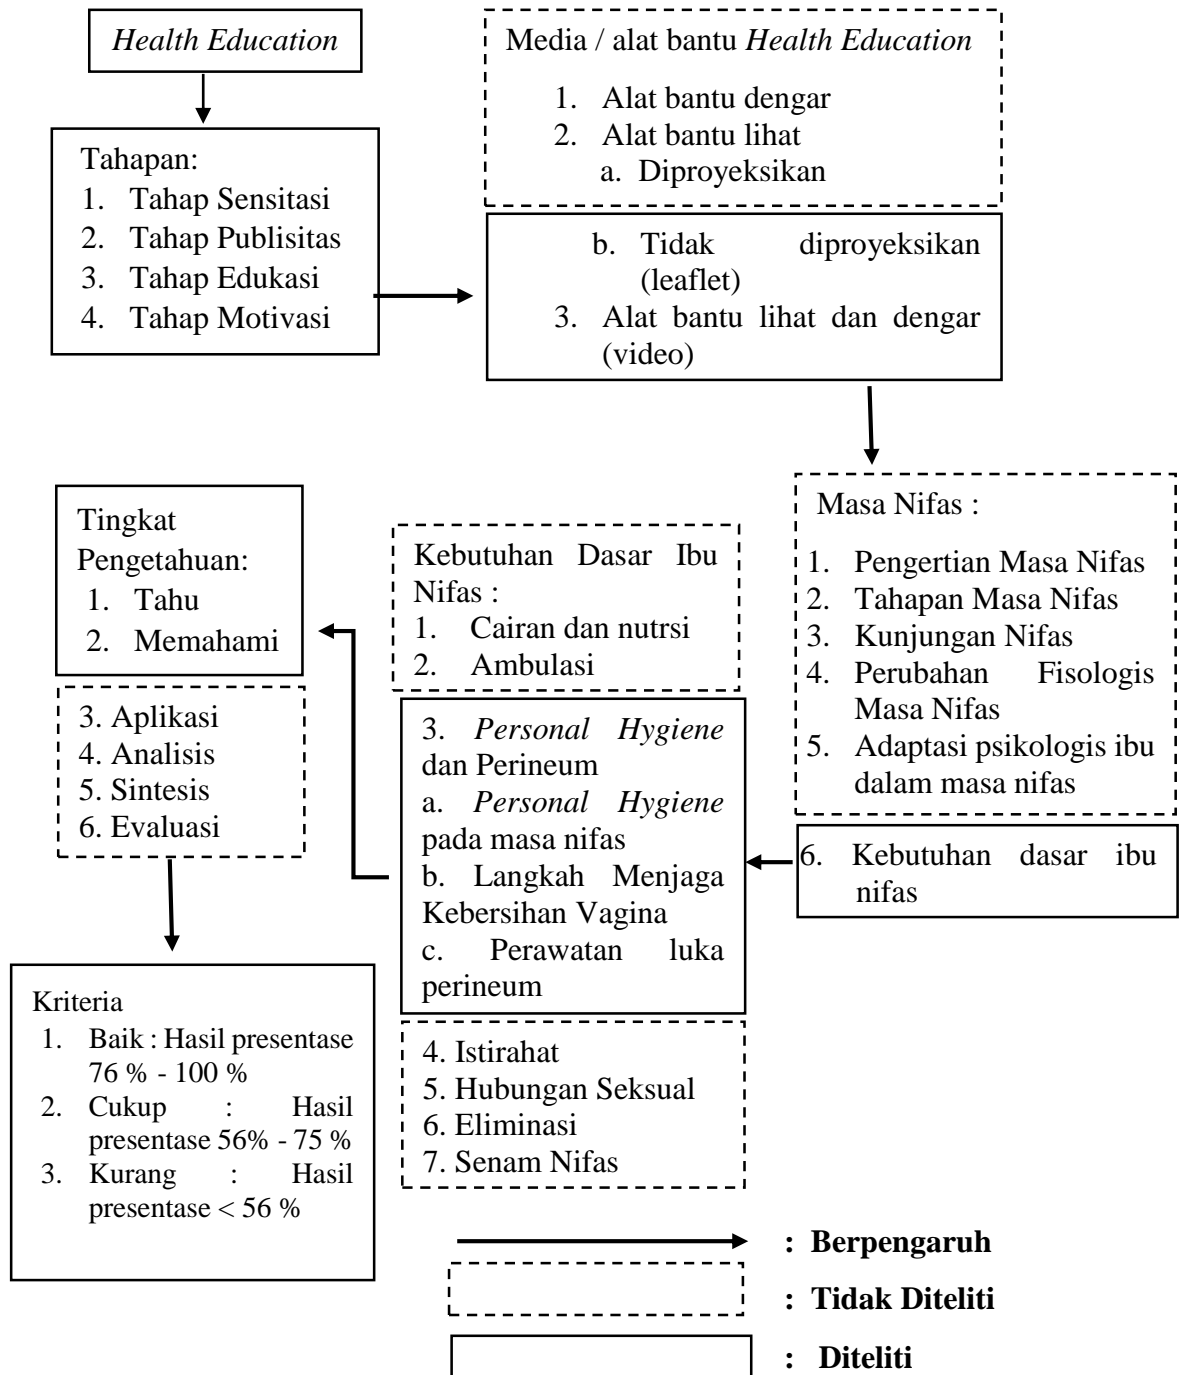 Health Education
Media / alat bantu Health Education
1. Alat bantu dengar
2. Alat bantu lihat
a. Diproyeksikan
Tahapan:
1. Tahap Sensitasi
2. Tahap Publisitas
3. Tahap Edukasi
4. Tahap Motivasi
b. Tidak diproyeksikan
(leaflet)
3. Alat bantu lihat dan dengar
(video)
Masa Nifas :
1. Pengertian Masa Nifas
2. Tahapan Masa Nifas
3. Kunjungan Nifas
4. Perubahan Fisologis
Masa Nifas
5. Adaptasi psikologis ibu
dalam masa nifas
6. Kebutuhan dasar ibu
nifas
Kebutuhan Dasar Ibu
Nifas :
1. Cairan dan nutrsi
2. Ambulasi
3. Personal Hygiene
dan Perineum
a. Personal Hygiene
pada masa nifas
b. Langkah Menjaga
Kebersihan Vagina
c. Perawatan luka
perineum
4. Istirahat
5. Hubungan Seksual
6. Eliminasi
7. Senam Nifas
Tingkat
Pengetahuan:
1. Tahu
2. Memahami
3. Aplikasi
4. Analisis
5. Sintesis
6. Evaluasi
Kriteria
1. Baik : Hasil presentase
76 % - 100 %
2. Cukup : Hasil
presentase 56% - 75 %
3. Kurang : Hasil
presentase < 56 %
: Berpengaruh
: Tidak Diteliti
: Diteliti